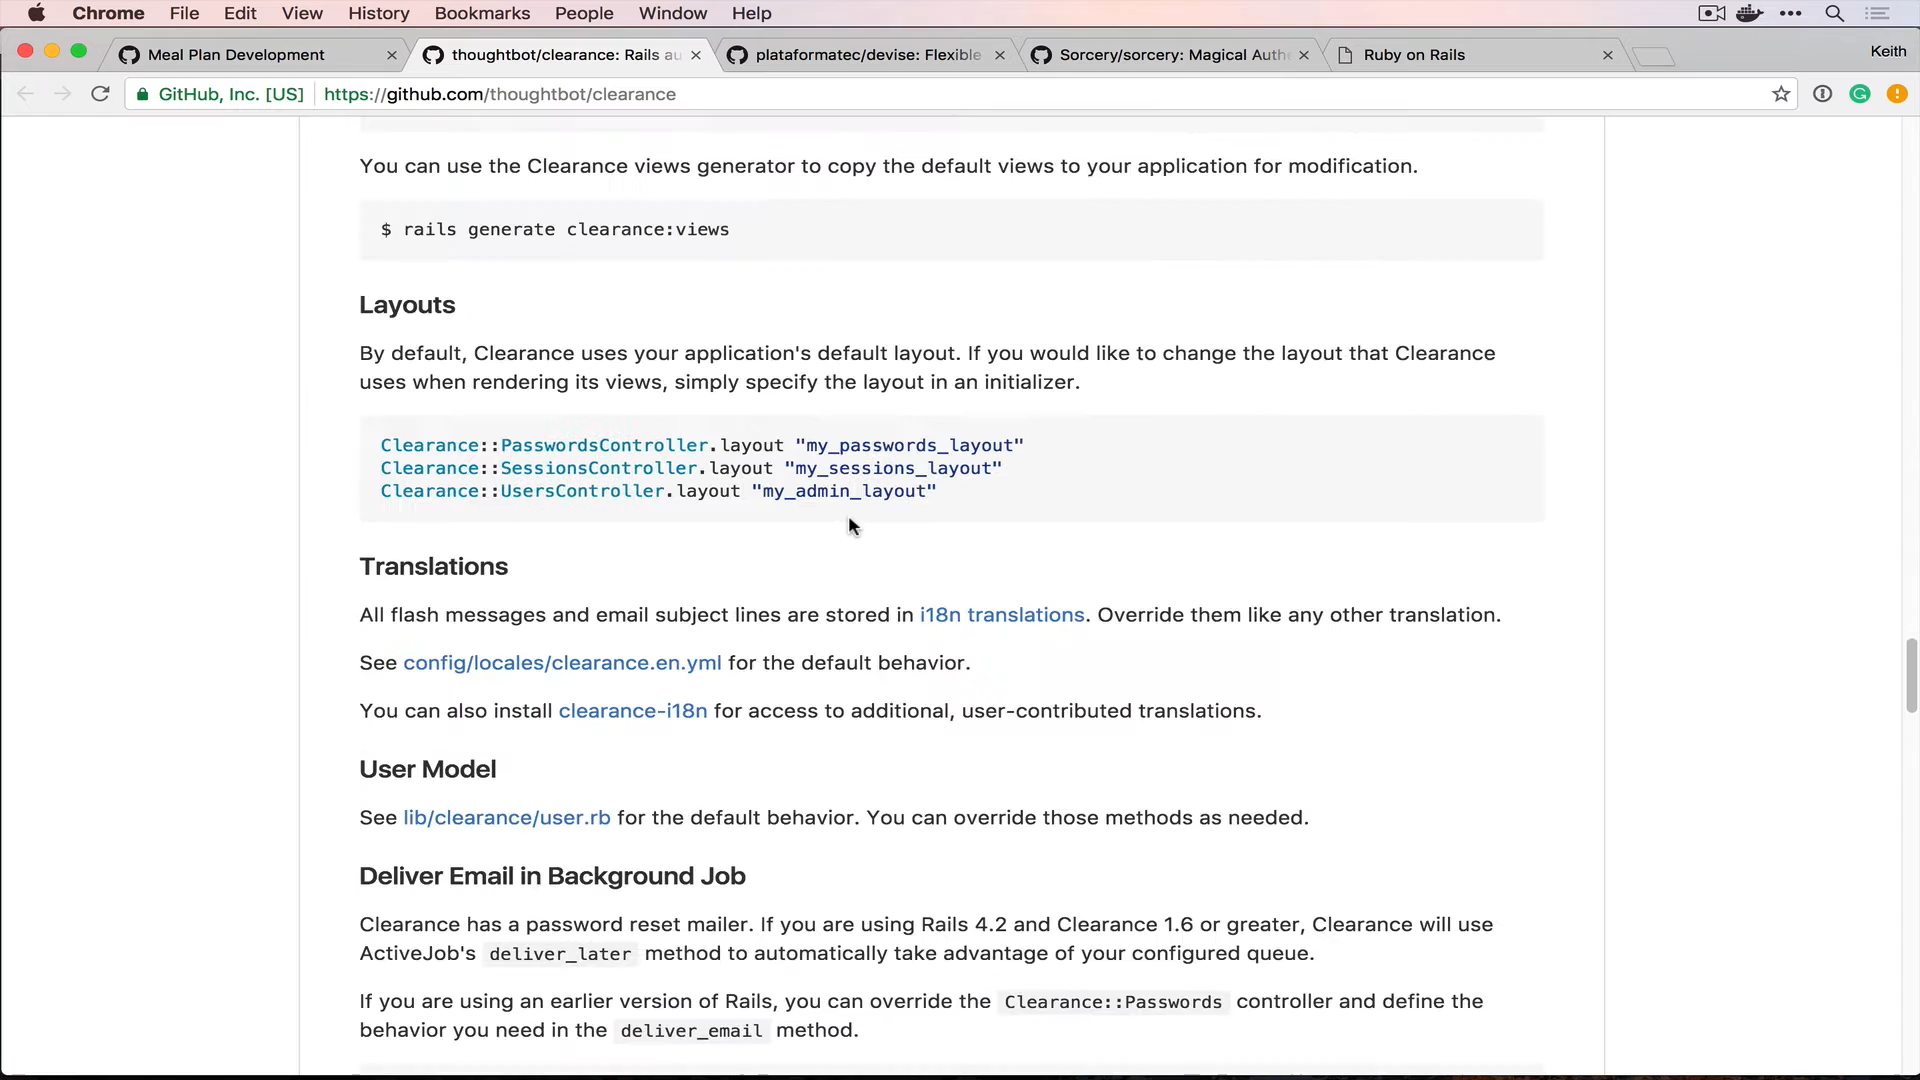 Chrome File Edit View History Bookmarks People Window Help
Meal Plan Development thoughtbot/clearance: Rails au plataformatec/devise: Flexible Sorcery/sorcery: Magical Auth Ruby on Rails Keith
GitHub, Inc. [US] https://github.com/thoughtbot/clearance
You can use the Clearance views generator to copy the default views to your application for modification.
$ rails generate clearance:views
Layouts
By default, Clearance uses your application's default layout. If you would like to change the layout that Clearance
uses when rendering its views, simply specify the layout in an initializer.
Clearance::PasswordsController.layout "my_passwords_layout"
Clearance::SessionsController.layout "my_sessions_layout"
Clearance::UsersController.layout "my_admin_layout"
Translations
All flash messages and email subject lines are stored in i18n translations. Override them like any other translation.
See config/locales/clearance.en.yml for the default behavior.
You can also install clearance-i18n for access to additional, user-contributed translations.
User Model
See lib/clearance/user.rb for the default behavior. You can override those methods as needed.
Deliver Email in Background Job
Clearance has a password reset mailer. If you are using Rails 4.2 and Clearance 1.6 or greater, Clearance will use
ActiveJob's deliver_later method to automatically take advantage of your configured queue.
If you are using an earlier version of Rails, you can override the Clearance::Passwords controller and define the
behavior you need in the deliver_email method.